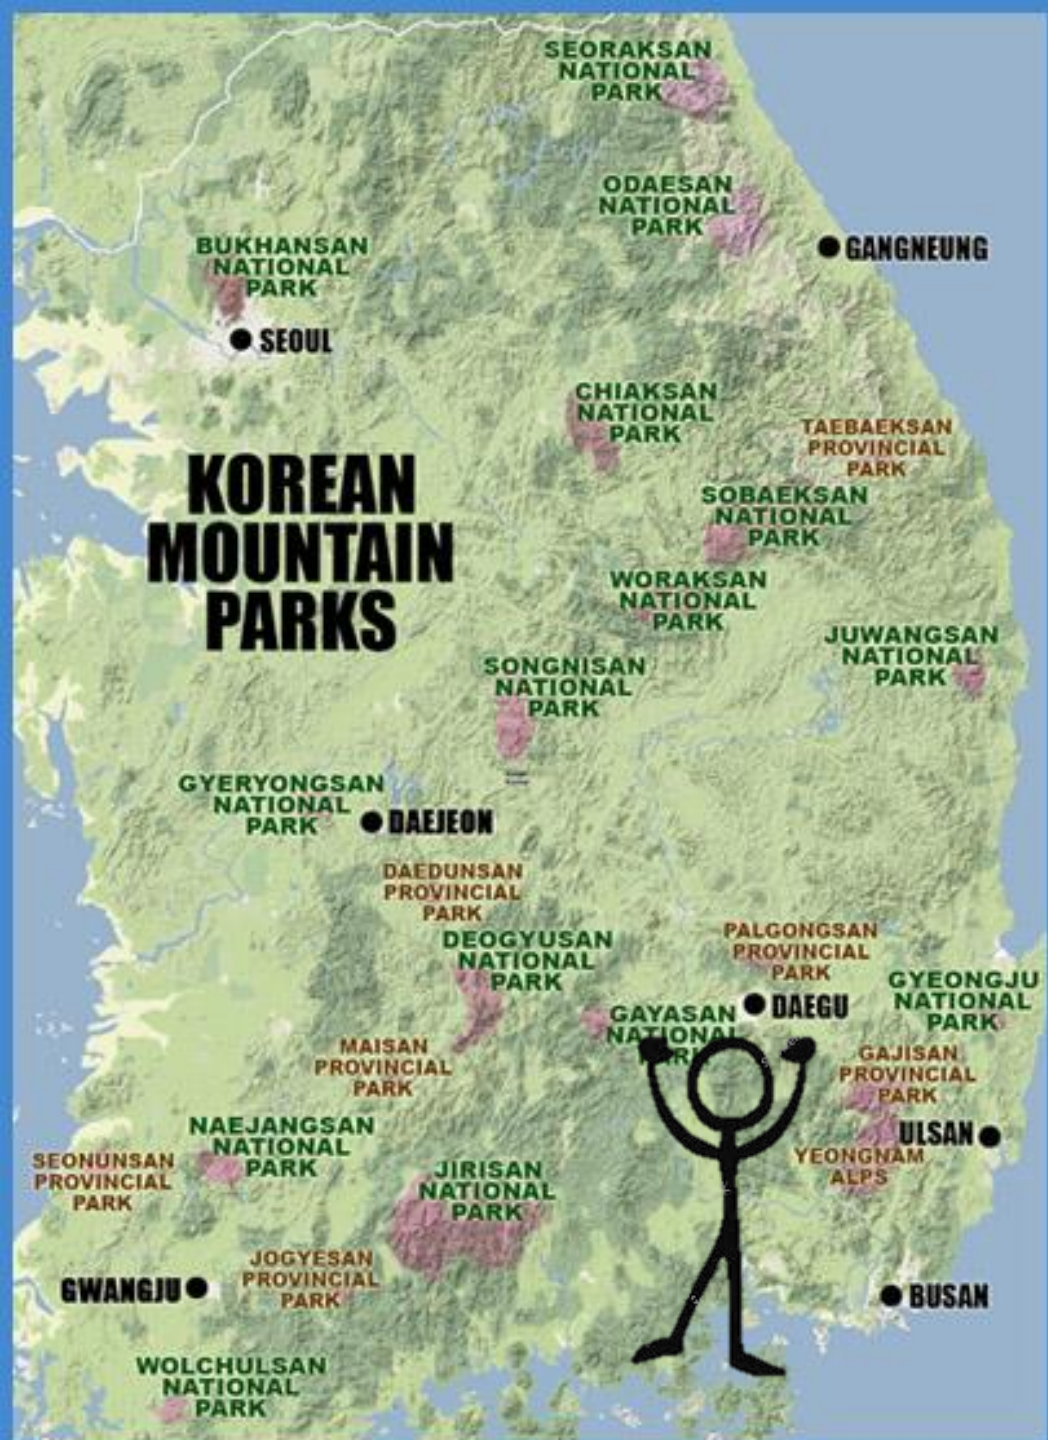 SEORAKSAN
NATIONAL
PARK
ODAESAN
NATIONAL
PARK
GANGNEUNG
BUKHANSAN
NATIONAL
PARK
SEOUL
CHIAKSAN
NATIONAL
PARK
TAEBAEKSAN
PROVINCIAL
PARK
KOREAN
MOUNTAIN
PARKS
SOBAEKSAN
NATIONAL
PARK
WORAKSAN
NATIONAL
PARK
JUWANGSAN
NATIONAL
PARK
SONGNISAN
NATIONAL
PARK
GYERYONGSAN
NATIONAL
PARK
DAEJEON
DAEDUNSAN
PROVINCIAL
PARK
DEOGYUSAN
NATIONAL
PARK
PALGONGSAN
PROVINCIAL
PARK
GYEONGJU
NATIONAL
PARK
DAEGU
GAYASAN
NATIONAL
PARK
MAISAN
PROVINCIAL
PARK
GAJISAN
PROVINCIAL
PARK
NAEJANGSAN
NATIONAL
PARK
ULSAN
SEONUNSAN
PROVINCIAL
PARK
YEONGNAM
ALPS
JIRISAN
NATIONAL
PARK
JOGYESAN
PROVINCIAL
PARK
GWANGJU
BUSAN
WOLCHULSAN
NATIONAL
PARK